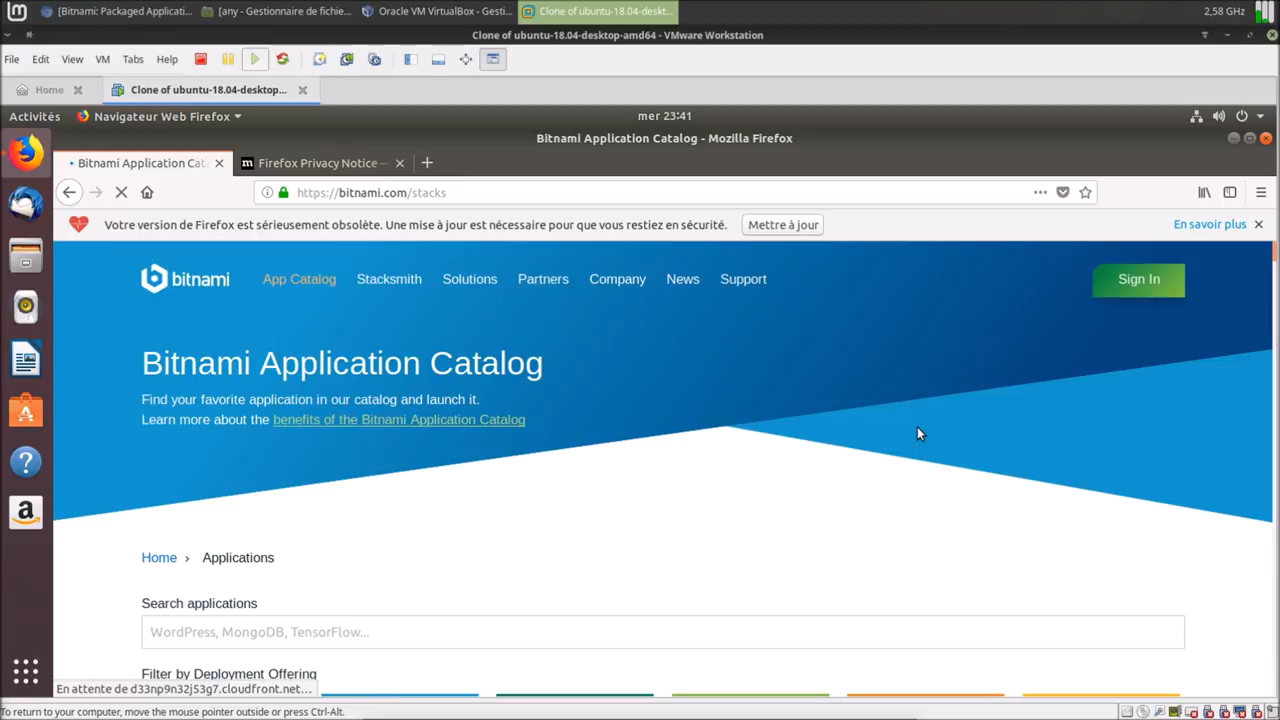 [Bitnami: Packaged Applicati...
[any - Gestionnaire de fichie...
Oracle VM VirtualBox - Gesti...
Clone of ubuntu-18.04-deskt...
2,58 GHz
Clone of ubuntu-18.04-desktop-amd64 - VMware Workstation
File Edit View VM Tabs Help
Home
Clone of ubuntu-18.04-desktop...
Activités
Navigateur Web Firefox
mer 23:41
Bitnami Application Catalog - Mozilla Firefox
Bitnami Application Cat
Firefox Privacy Notice —
https://bitnami.com/stacks
Votre version de Firefox est sérieusement obsolète. Une mise à jour est nécessaire pour que vous restiez en sécurité.
Mettre à jour
En savoir plus
bitnami
App Catalog
Stacksmith
Solutions
Partners
Company
News
Support
Sign In
Bitnami Application Catalog
Find your favorite application in our catalog and launch it.
Learn more about the benefits of the Bitnami Application Catalog
Home › Applications
Search applications
WordPress, MongoDB, TensorFlow...
Filter by Deployment Offering
En attente de d33np9n32j53g7.cloudfront.net...
To return to your computer, move the mouse pointer outside or press Ctrl-Alt.